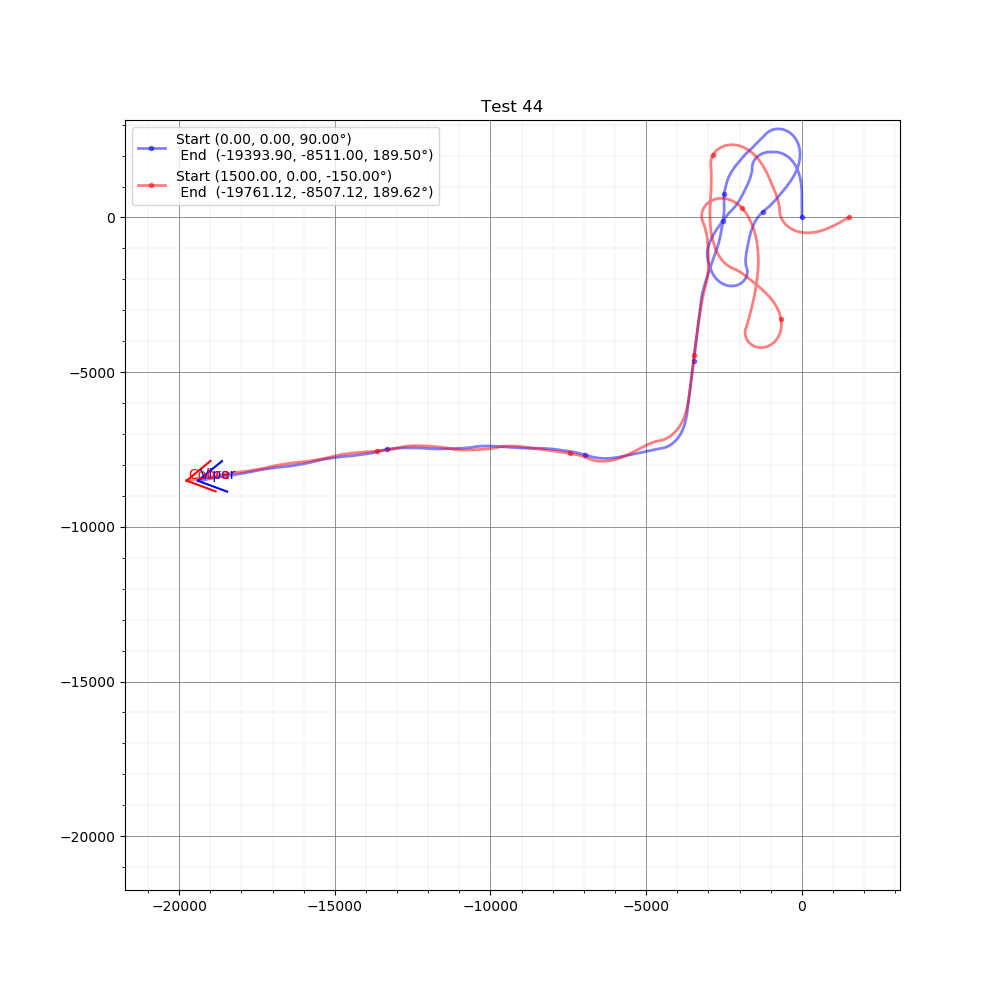 Test 44
Start (0.00, 0.00, 90.00°)
End (-19393.90, -8511.00, 189.50°)
Start (1500.00, 0.00, -150.00°)
End (-19761.12, -8507.12, 189.62°)
0
−5000
−10000
−15000
−20000
−20000
−15000
−10000
−5000
0